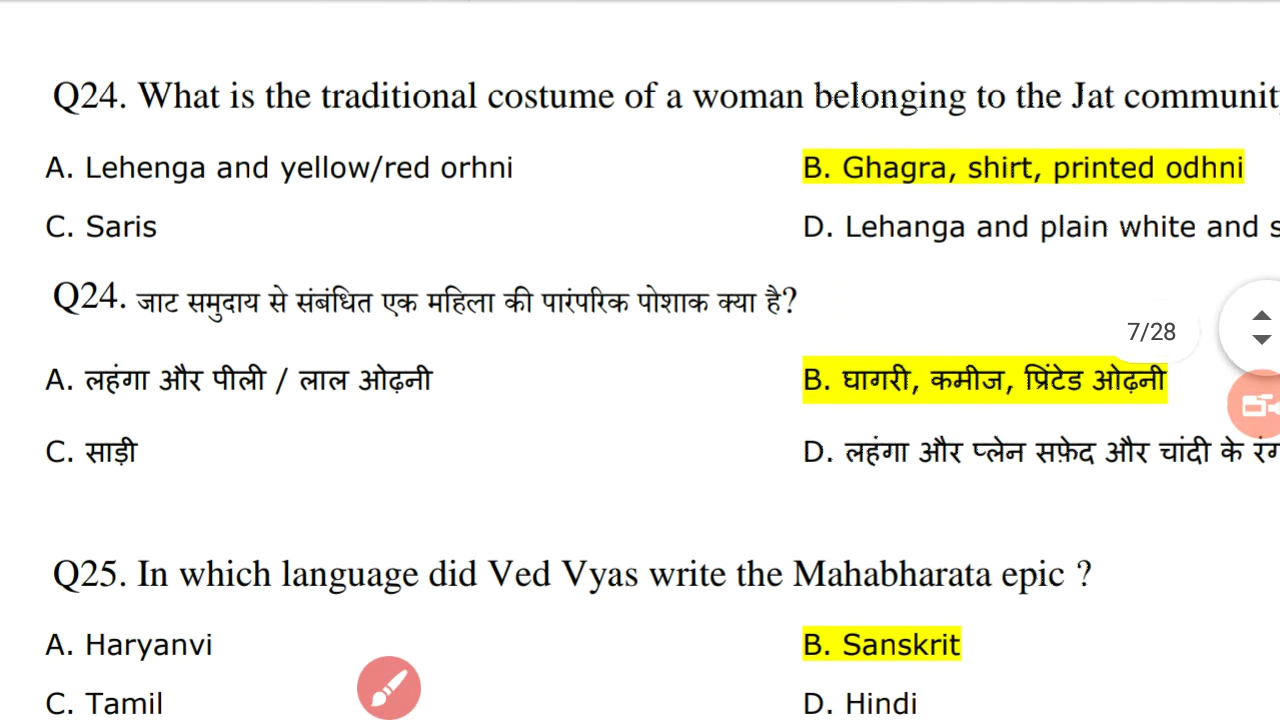 Q24. What is the traditional costume of a woman belonging to the Jat communit
A. Lehenga and yellow/red orhni B. Ghagra, shirt, printed odhni
C. Saris D. Lehanga and plain white and s
Q24. जाट समुदाय से संबंधित एक महिला की पारंपरिक पोशाक क्या है?
7/28
A. लहंगा और पीली / लाल ओढ़नी B. घागरी, कमीज, प्रिंटेड ओढ़नी
C. साड़ी D. लहंगा और प्लेन सफ़ेद और चांदी के रंग
Q25. In which language did Ved Vyas write the Mahabharata epic ?
A. Haryanvi B. Sanskrit
C. Tamil D. Hindi